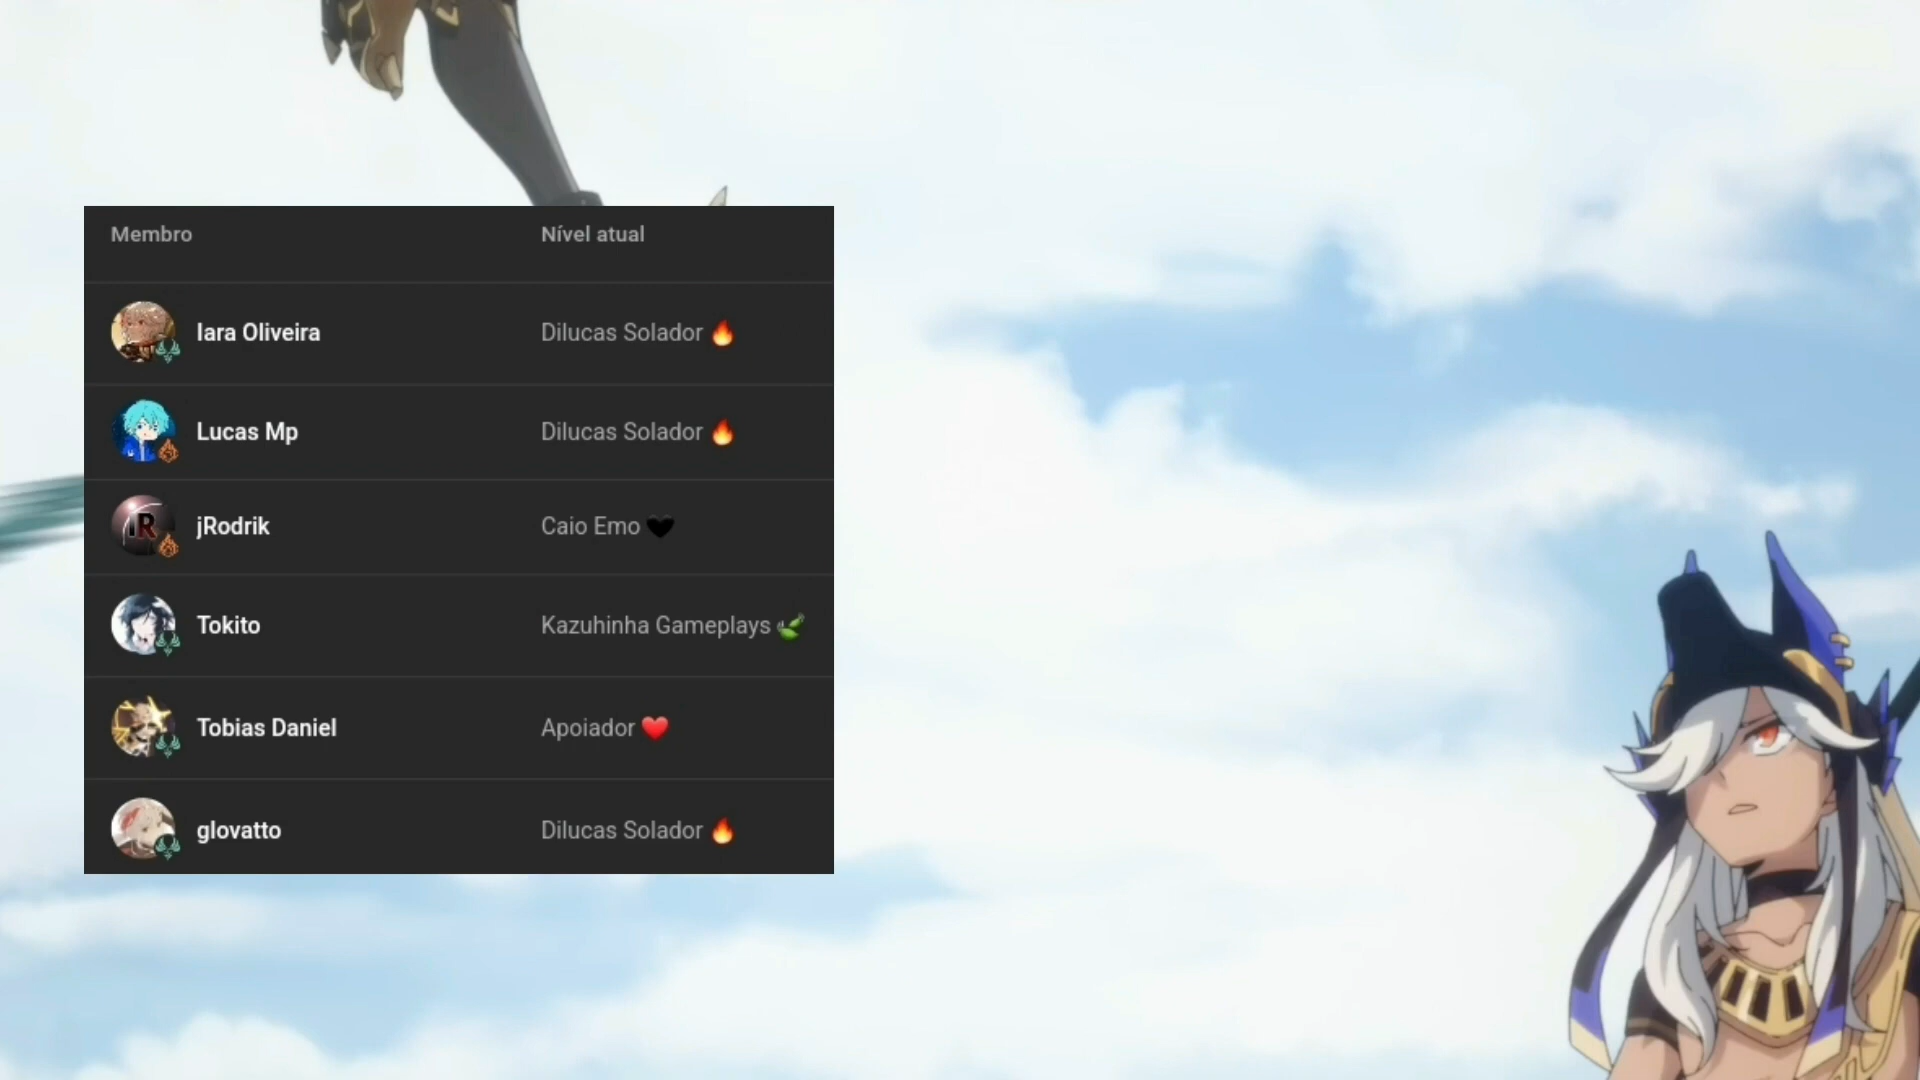 Membro Nível atual
Iara Oliveira Dilucas Solador 🔥
Lucas Mp Dilucas Solador 🔥
jRodrik Caio Emo 🖤
Tokito Kazuhinha Gameplays 🍃
Tobias Daniel Apoiador ❤️
glovatto Dilucas Solador 🔥